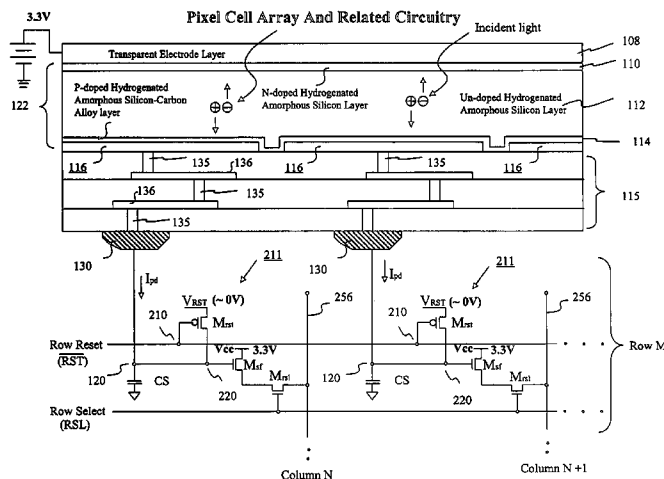 Pixel Cell Array And Related Circuitry
3.3V
Incident light
Transparent Electrode Layer
108
110
122
P-doped Hydrogenated
Amorphous Silicon-Carbon
Alloy layer
N-doped Hydrogenated
Amorphous Silicon Layer
Un-doped Hydrogenated
Amorphous Silicon Layer
112
114
116
135
136
116
135
116
136
135
115
135
130
130
Ipd
211
Ipd
211
VRST (~ 0V)
256
VRST (~ 0V)
256
210
Mrst
210
Mrst
Row Reset
(RST)
Vcc
3.3V
Vcc
3.3V
Row M
120
Msf
120
Msf
CS
220
Mrsl
CS
220
Mrsl
Row Select
(RSL)
Column N
Column N +1